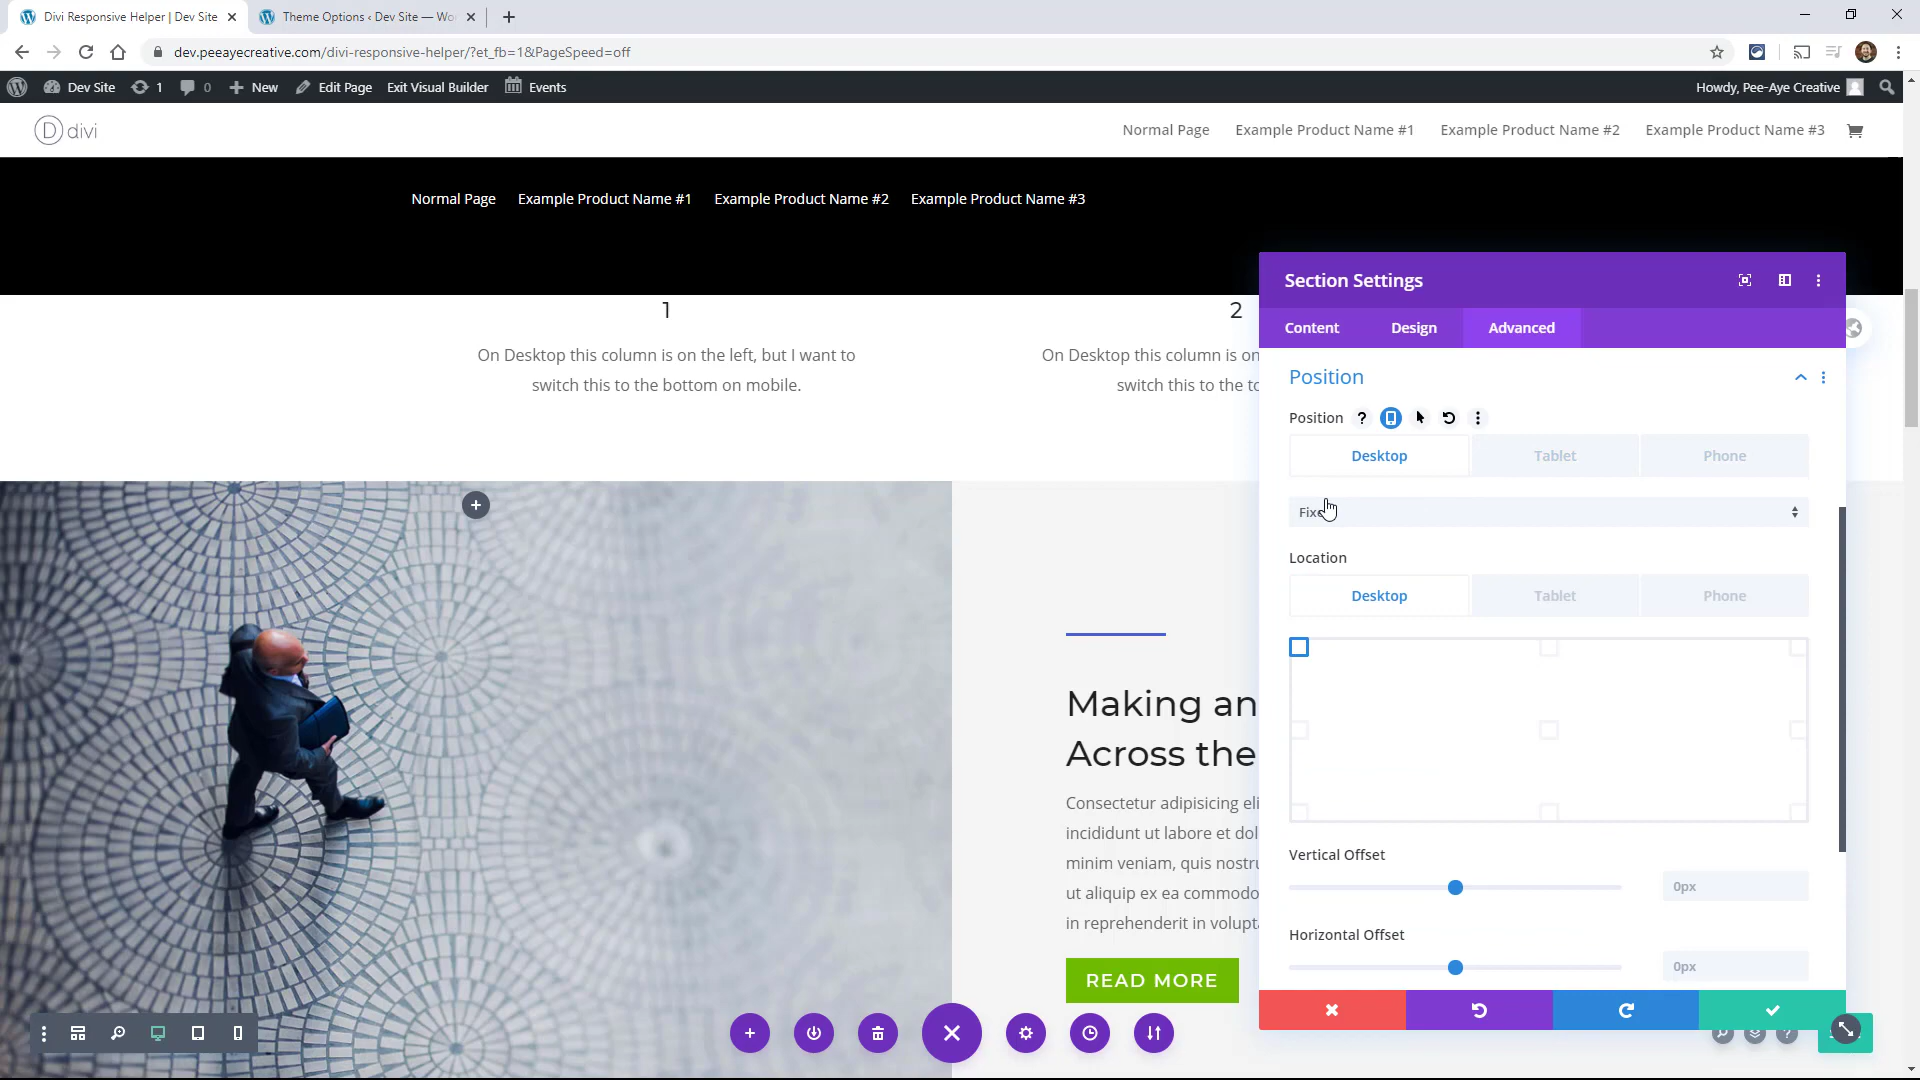 Divi Responsive Helper | Dev Site
Theme Options ‹ Dev Site — Wo
dev.peeayecreative.com/divi-responsive-helper/?et_fb=1&PageSpeed=off
Dev Site
1
0
New
Edit Page
Exit Visual Builder
Events
Howdy, Pee-Aye Creative
D divi
Normal Page
Example Product Name #1
Example Product Name #2
Example Product Name #3
Normal Page
Example Product Name #1
Example Product Name #2
Example Product Name #3
1
On Desktop this column is on the left, but I want to
switch this to the bottom on mobile.
2
On Desktop this column is on
switch this to the to
Making an
Across the
Consectetur adipisicing eli
incididunt ut labore et dol
minim veniam, quis nostru
ut aliquip ex ea commodo
in reprehenderit in volupta
READ MORE
Section Settings
Content
Design
Advanced
Position
Position
?
Desktop
Tablet
Phone
Location
Desktop
Tablet
Phone
Vertical Offset
0px
Horizontal Offset
0px